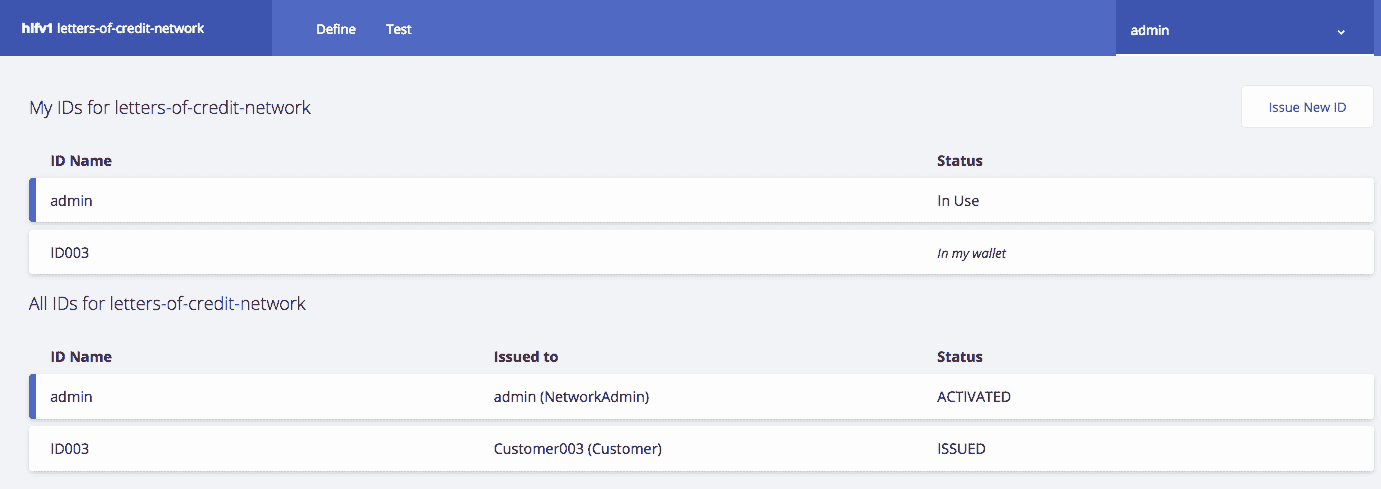 hlfv1 letters-of-credit-network Define Test admin
My IDs for letters-of-credit-network Issue New ID
ID Name Status
admin In Use
ID003 In my wallet
All IDs for letters-of-credit-network
ID Name Issued to Status
admin admin (NetworkAdmin) ACTIVATED
ID003 Customer003 (Customer) ISSUED